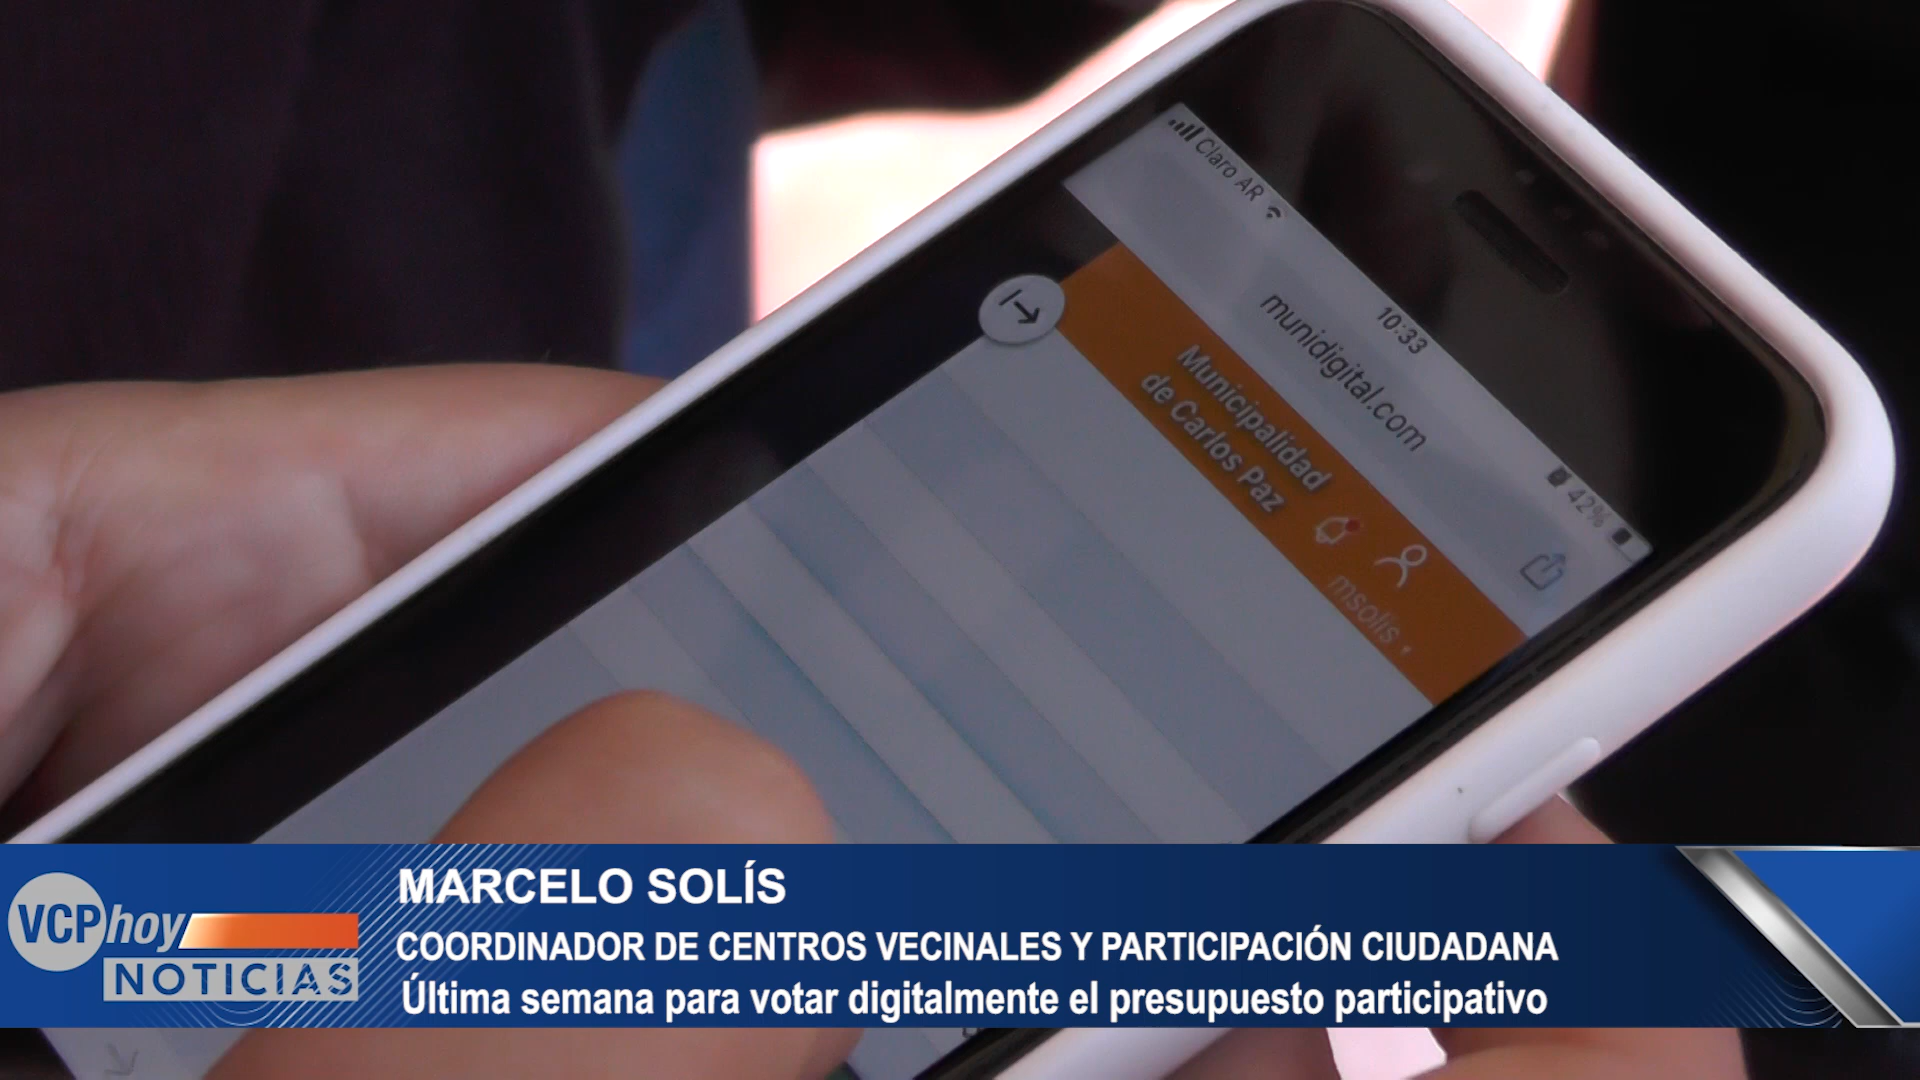 Claro AR
10:33
42%
munidigital.com
Municipalidad
de Carlos Paz
msolis
VCPhoy
NOTICIAS
MARCELO SOLÍS
COORDINADOR DE CENTROS VECINALES Y PARTICIPACIÓN CIUDADANA
Última semana para votar digitalmente el presupuesto participativo